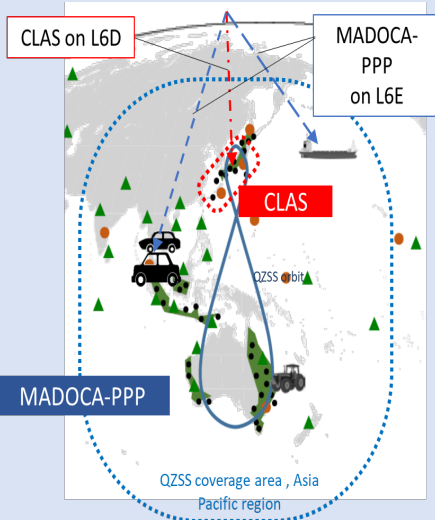 CLAS on L6D
MADOCA-
PPP
on L6E
CLAS
QZSS orbit
MADOCA-PPP
QZSS coverage area , Asia
Pacific region